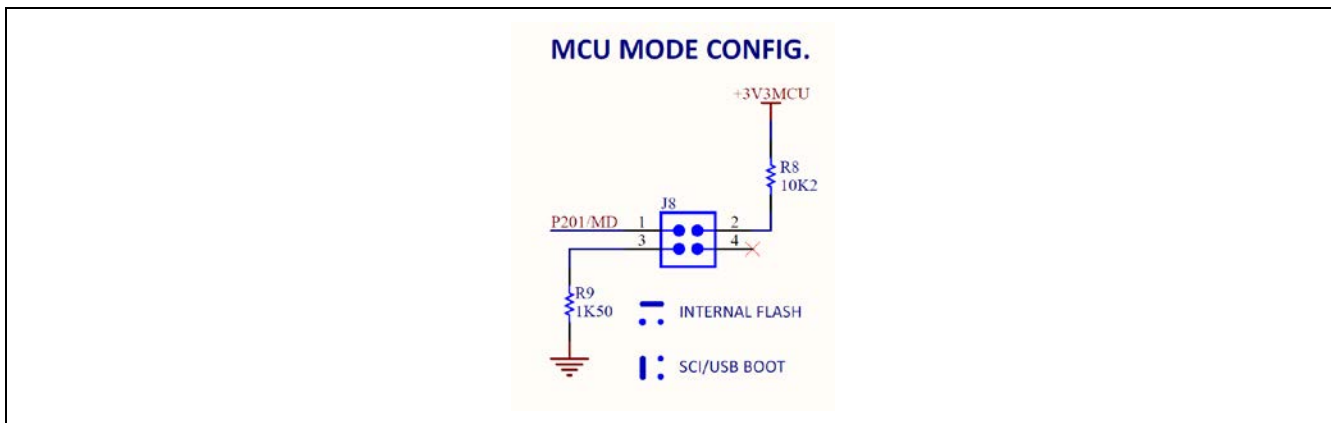 MCU MODE CONFIG.
+3V3MCU
R8
10K2
J8
P201/MD 1 2
3 4
R9
1K50
INTERNAL FLASH
SCI/USB BOOT